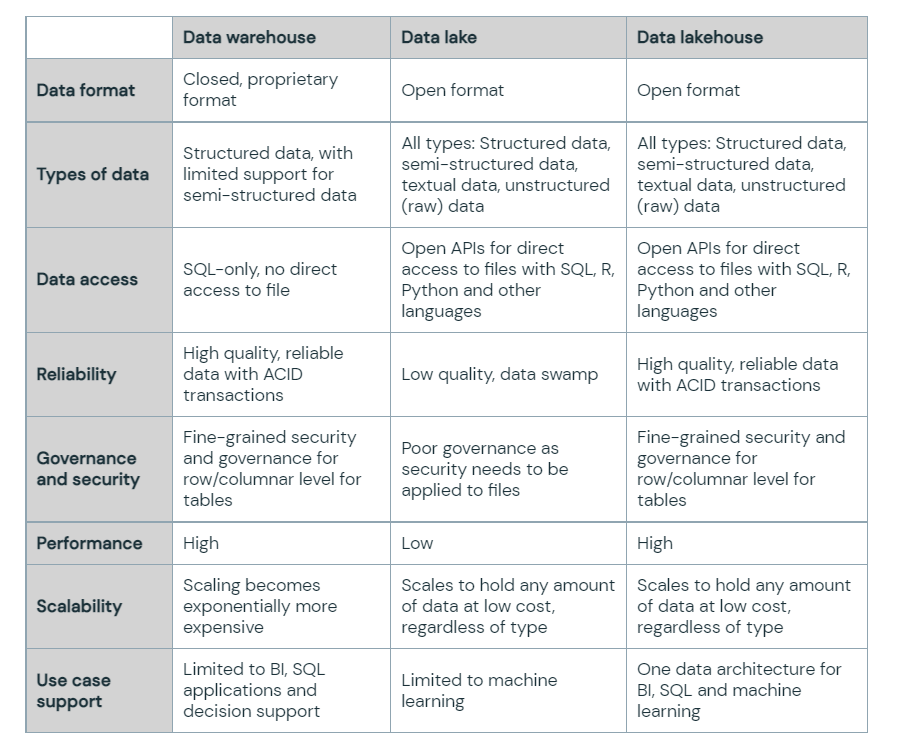 Data warehouse
Data lake
Data lakehouse
Data format
Closed, proprietary
format
Open format
Open format
Types of data
Structured data, with
limited support for
semi-structured data
All types: Structured data,
semi-structured data,
textual data, unstructured
(raw) data
All types: Structured data,
semi-structured data,
textual data, unstructured
(raw) data
Data access
SQL-only, no direct
access to file
Open APIs for direct
access to files with SQL, R,
Python and other
languages
Open APIs for direct
access to files with SQL, R,
Python and other
languages
Reliability
High quality, reliable
data with ACID
transactions
Low quality, data swamp
High quality, reliable data
with ACID transactions
Governance
and security
Fine-grained security
and governance for
row/columnar level for
tables
Poor governance as
security needs to be
applied to files
Fine-grained security and
governance for
row/columnar level for
tables
Performance
High
Low
High
Scalability
Scaling becomes
exponentially more
expensive
Scales to hold any amount
of data at low cost,
regardless of type
Scales to hold any amount
of data at low cost,
regardless of type
Use case
support
Limited to BI, SQL
applications and
decision support
Limited to machine
learning
One data architecture for
BI, SQL and machine
learning